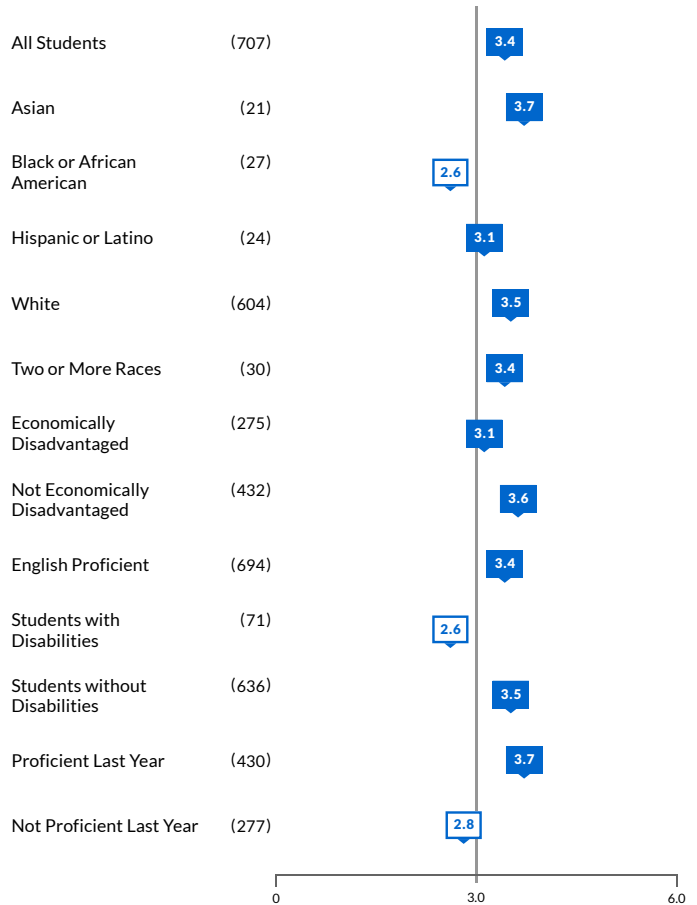 All Students (707) 3.4
Asian (21) 3.7
Black or African (27)
American 2.6
Hispanic or Latino (24) 3.1
White (604) 3.5
Two or More Races (30) 3.4
Economically (275)
Disadvantaged 3.1
Not Economically (432)
Disadvantaged 3.6
English Proficient (694) 3.4
Students with (71)
Disabilities 2.6
Students without (636)
Disabilities 3.5
Proficient Last Year (430) 3.7
Not Proficient Last Year (277) 2.8
0 3.0 6.0